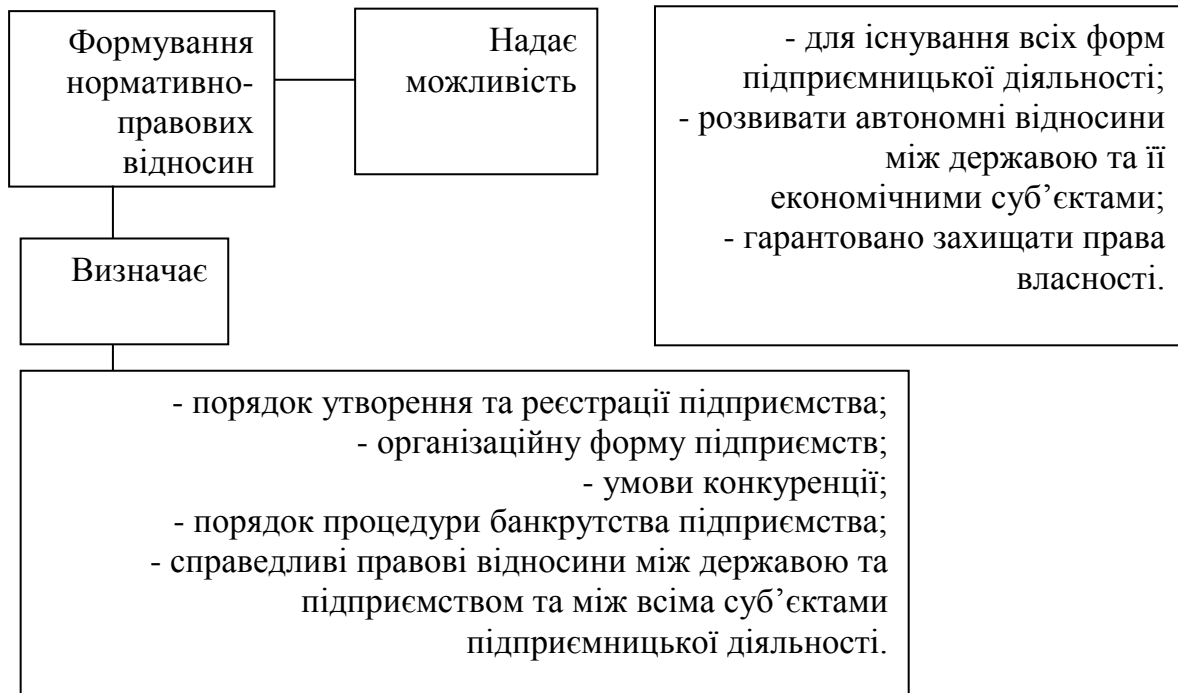 Формування
нормативно-
правових
відносин
Надає
можливість
- для існування всіх форм
підприємницької діяльності;
- розвивати автономні відносини
між державою та її
економічними суб’єктами;
- гарантовано захищати права
власності.
Визначає
- порядок утворення та реєстрації підприємства;
- організаційну форму підприємств;
- умови конкуренції;
- порядок процедури банкрутства підприємства;
- справедливі правові відносини між державою та
підприємством та між всіма суб’єктами
підприємницької діяльності.